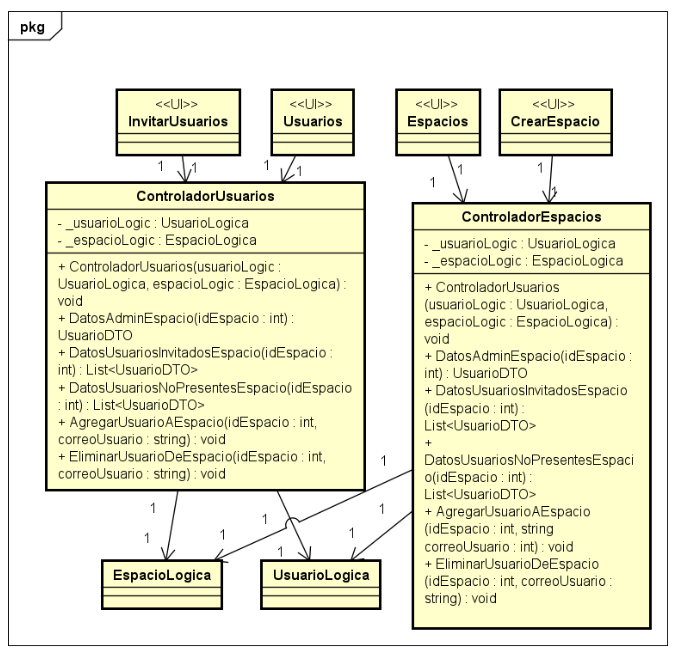 pkg
<<UI>>
InvitarUsuarios
<<UI>>
Usuarios
<<UI>>
Espacios
<<UI>>
CrearEspacio
1
1
1
1
1
1
1
1
ControladorUsuarios
- _usuarioLogic : UsuarioLogica
- _espacioLogic : EspacioLogica
+ ControladorUsuarios(usuarioLogic :
UsuarioLogica, espacioLogic : EspacioLogica) :
void
+ DatosAdminEspacio(idEspacio : int) :
UsuarioDTO
+ DatosUsuariosInvitadosEspacio(idEspacio :
int) : List<UsuarioDTO>
+ DatosUsuariosNoPresentesEspacio(idEspacio
: int) : List<UsuarioDTO>
+ AgregarUsuarioAEspacio(idEspacio : int,
correoUsuario : string) : void
+ EliminarUsuarioDeEspacio(idEspacio : int,
correoUsuario : string) : void
ControladorEspacios
- _usuarioLogic : UsuarioLogica
- _espacioLogic : EspacioLogica
+ ControladorUsuarios
(usuarioLogic : UsuarioLogica,
espacioLogic : EspacioLogica) :
void
+ DatosAdminEspacio(idEspacio :
int) : UsuarioDTO
+ DatosUsuariosInvitadosEspacio
(idEspacio : int) :
List<UsuarioDTO>
+
DatosUsuariosNoPresentesEspaci
o(idEspacio : int) :
List<UsuarioDTO>
+ AgregarUsuarioAEspacio
(idEspacio : int, string
correoUsuario : int) : void
+ EliminarUsuarioDeEspacio
(idEspacio : int, correoUsuario :
string) : void
1
1
1
1
1
1
1
1
EspacioLogica
UsuarioLogica